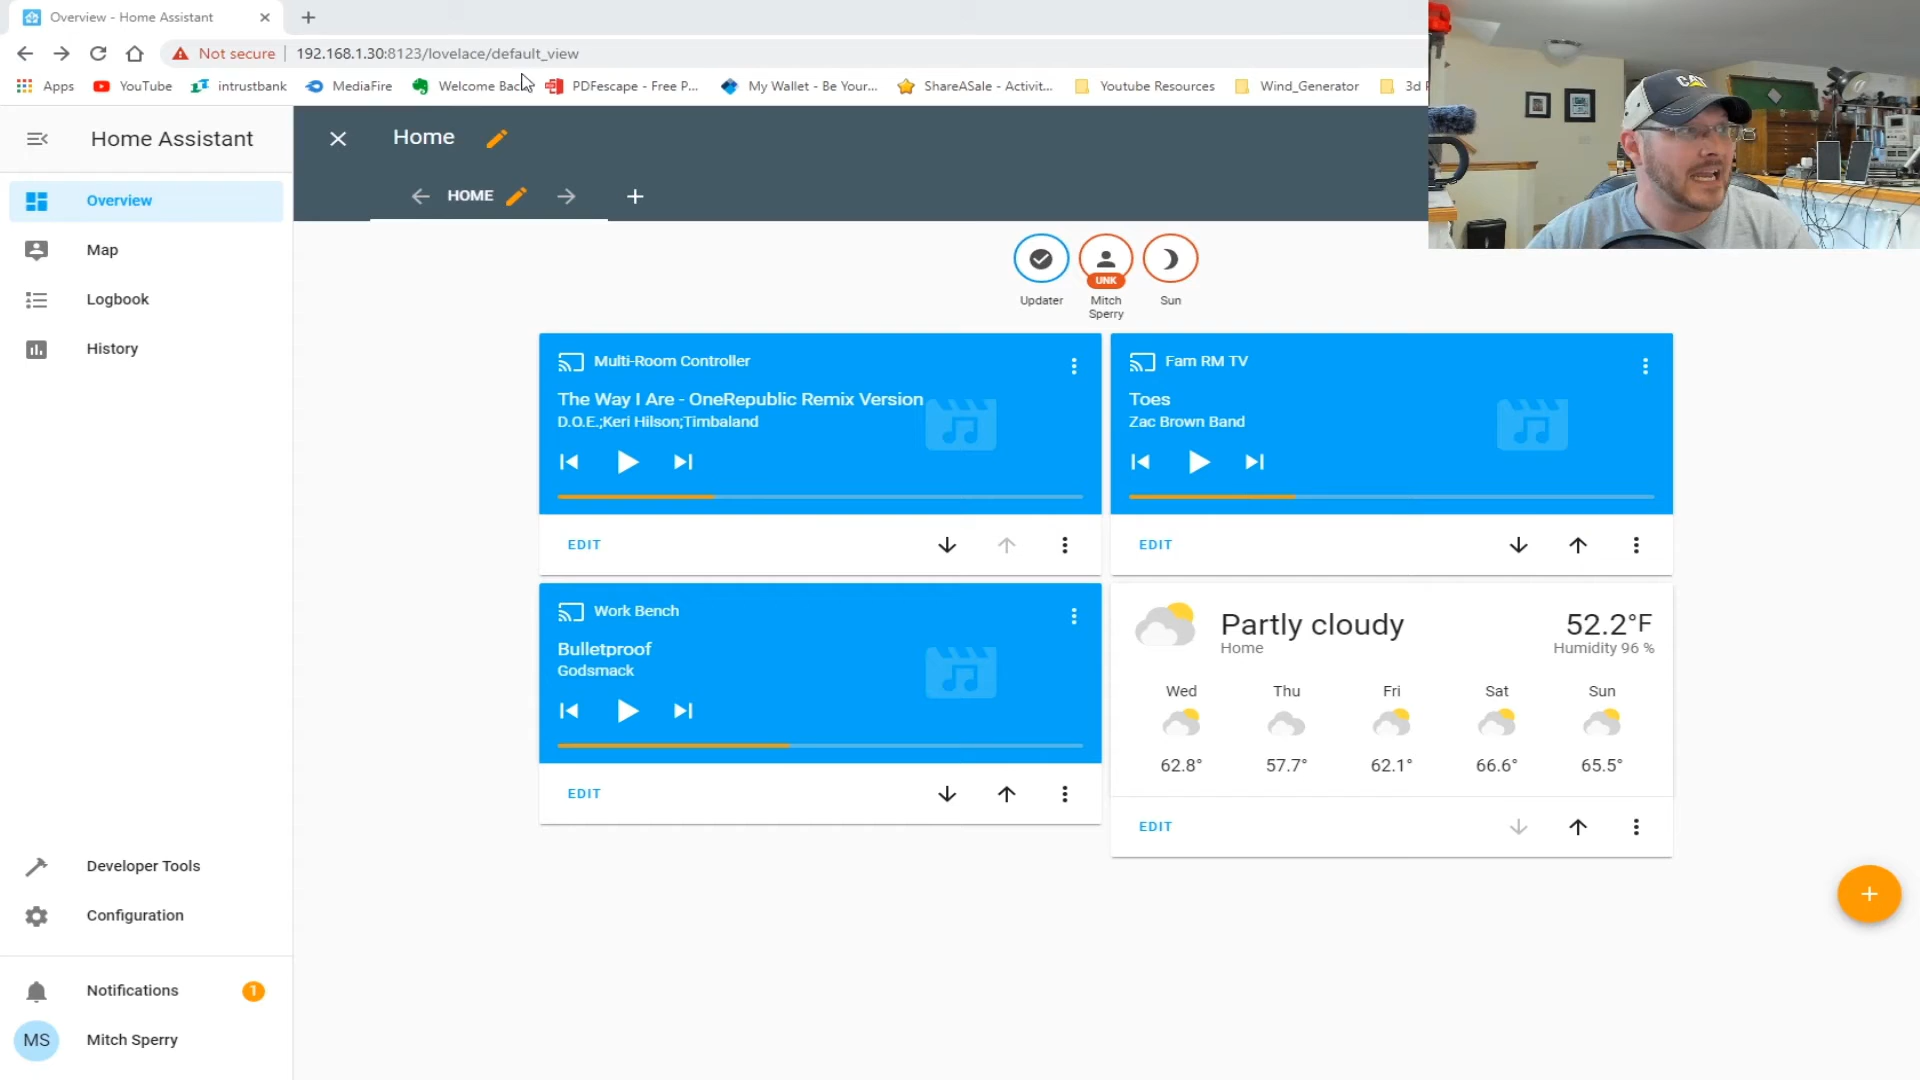 Overview - Home Assistant
Not secure
192.168.1.30:8123/lovelace/default_view
Apps
YouTube
intrustbank
MediaFire
Welcome Back
PDFescape - Free P...
My Wallet - Be Your...
ShareASale - Activit...
Youtube Resources
Wind_Generator
3d
CAT
Home Assistant
Home
HOME
Overview
Map
Logbook
History
Developer Tools
Configuration
Notifications
1
MS
Mitch Sperry
UNK
Updater
Mitch
Sperry
Sun
Multi-Room Controller
The Way I Are - OneRepublic Remix Version
D.O.E.;Keri Hilson;Timbaland
EDIT
Fam RM TV
Toes
Zac Brown Band
EDIT
Work Bench
Bulletproof
Godsmack
EDIT
Partly cloudy
52.2°F
Home
Humidity 96 %
Wed Thu Fri Sat Sun
62.8° 57.7° 62.1° 66.6° 65.5°
EDIT